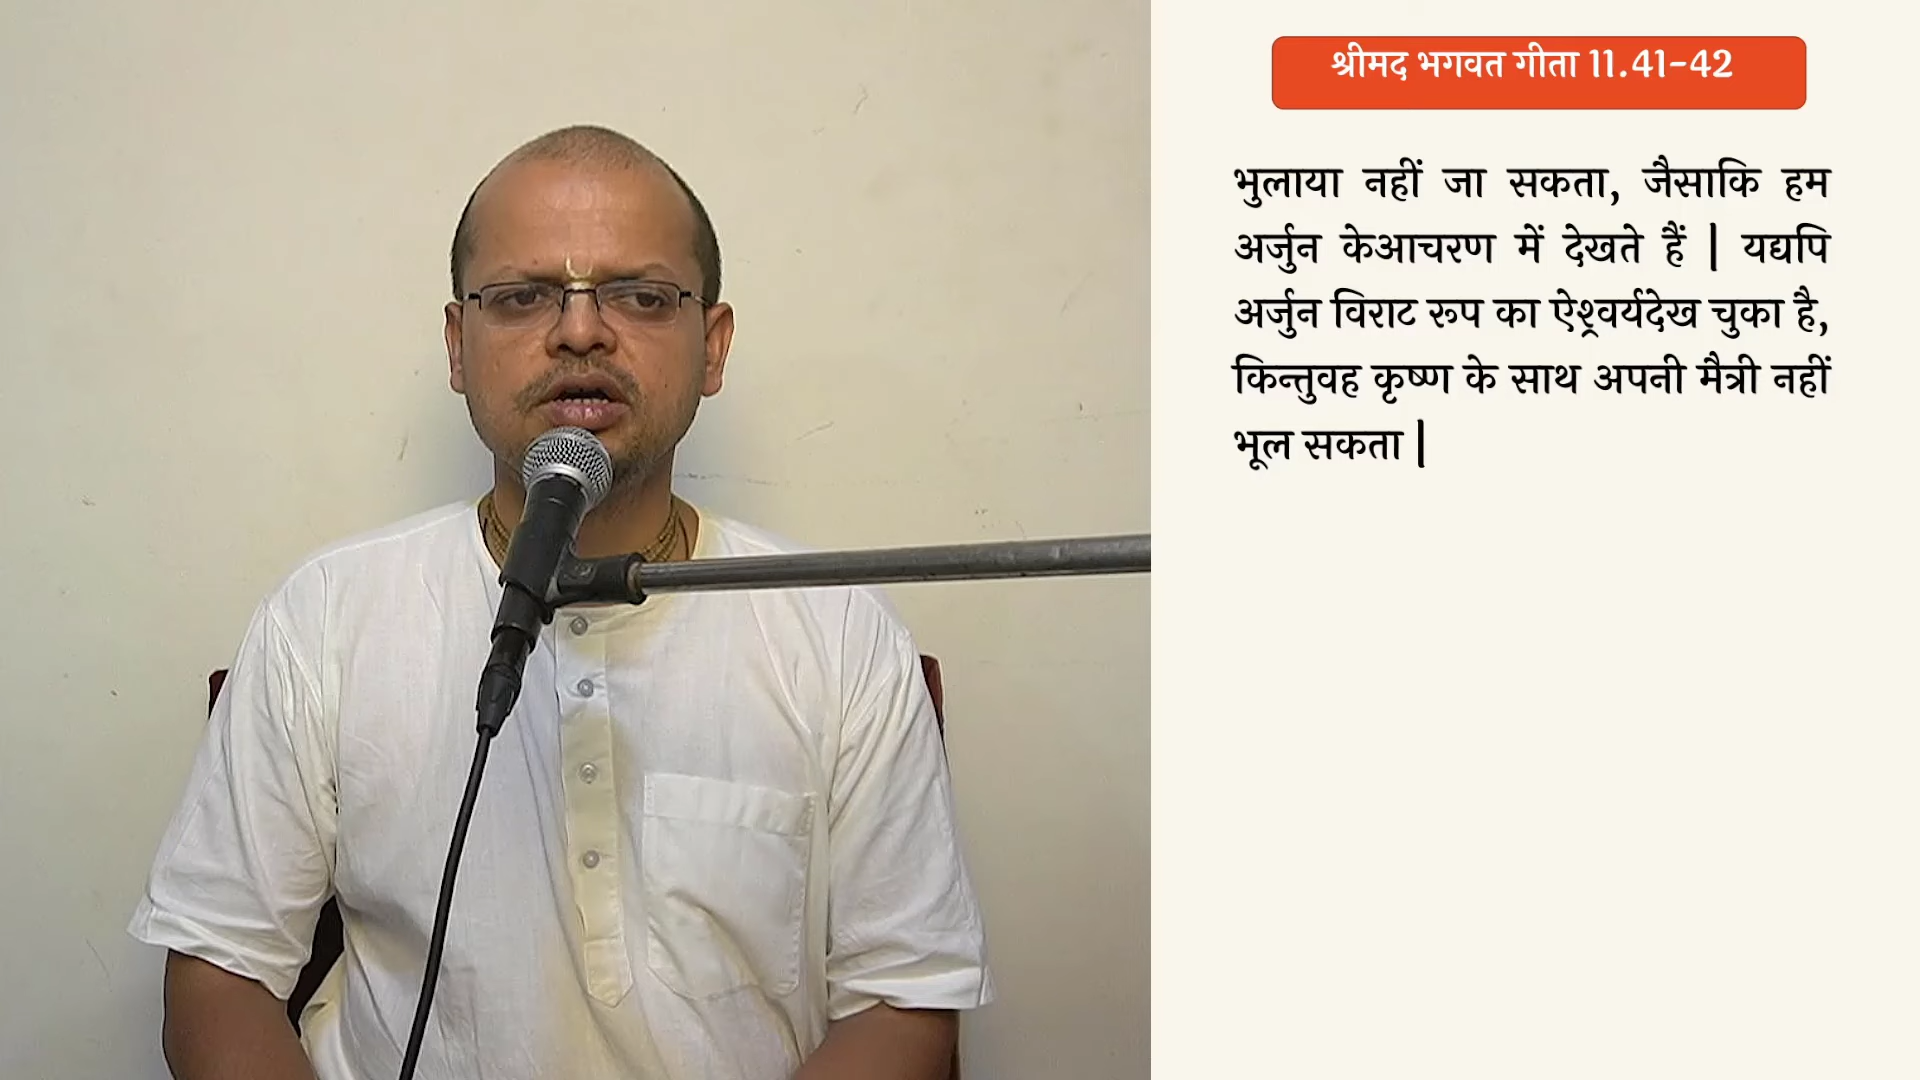 श्रीमद भगवत गीता 11.41-42
भुलाया नहीं जा सकता, जैसाकि हम
अर्जुन केआचरण में देखते हैं |  यद्यपि
अर्जुन विराट रूप का ऐश्र्वर्यदेख चुका है,
किन्तुवह कृष्ण के साथ अपनी मैत्री नहीं
भूल सकता |